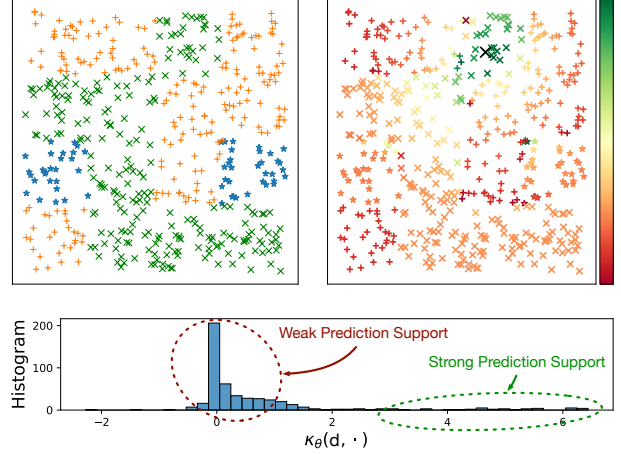 200
100
0
Histogram
Weak Prediction Support
Strong Prediction Support
−2
0
2
4
6
κθ(d, ·)